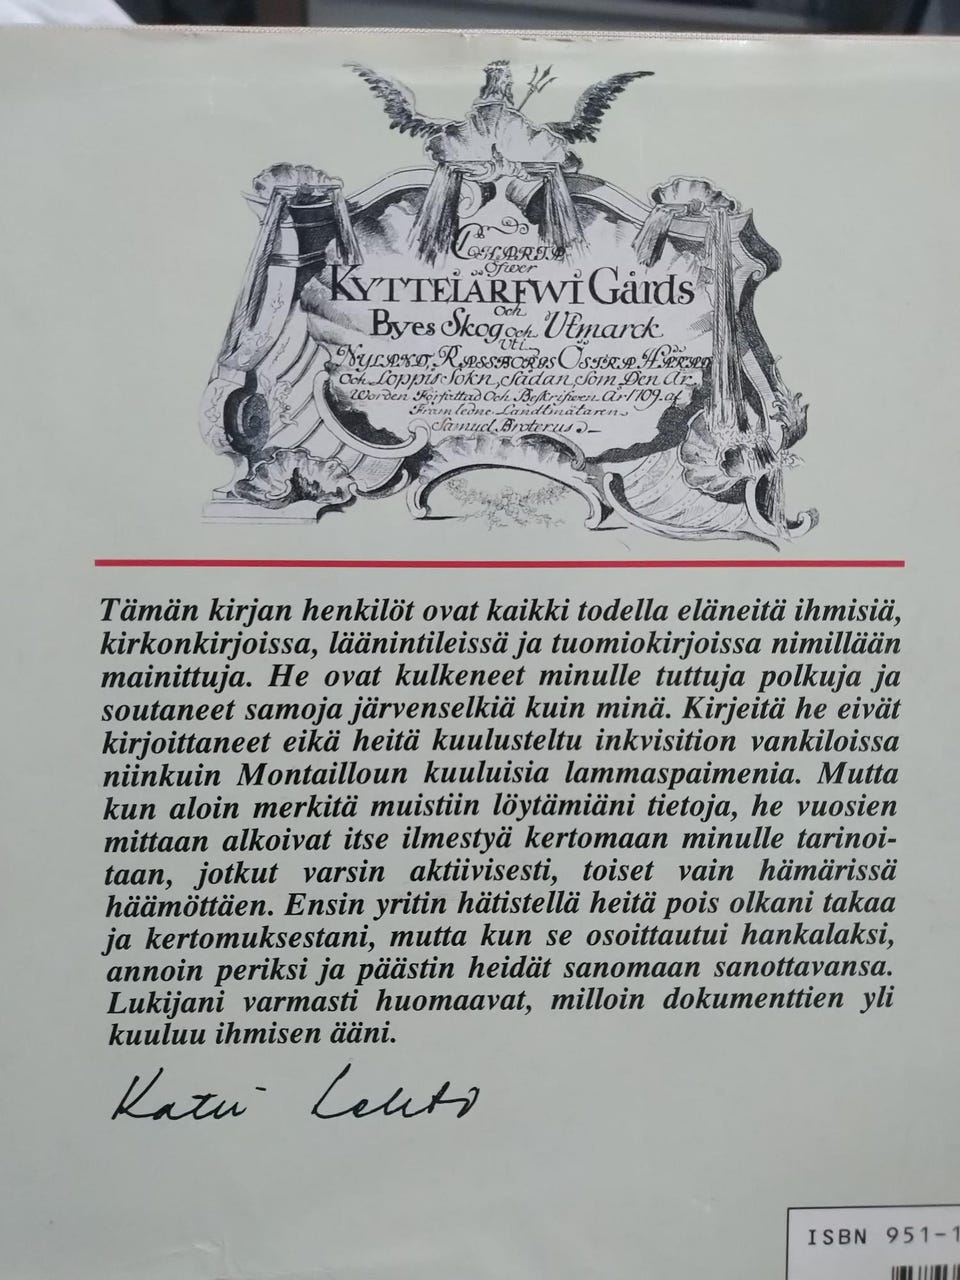 CHARTA
Öfwer
KYTTEIÄRFWI Gårds
Och
Byes Skog och Utmarck
Uti
NYLAND, RASSBORGS ÖSTRA HÄRAD
Och Loppis Sokn, sådan som Den År
Worden Författad Och Beskrifwen År 1709. af
Framledne Landtmätaren
Samuel Broterus
Tämän kirjan henkilöt ovat kaikki todella eläneitä ihmisiä,
kirkonkirjoissa, läänintileissä ja tuomiokirjoissa nimillään
mainittuja. He ovat kulkeneet minulle tuttuja polkuja ja
soutaneet samoja järvenselkiä kuin minä. Kirjeitä he eivät
kirjoittaneet eikä heitä kuulusteltu inkvisition vankiloissa
niinkuin Montailloun kuuluisia lammaspaimenia. Mutta
kun aloin merkitä muistiin löytämiäni tietoja, he vuosien
mittaan alkoivat itse ilmestyä kertomaan minulle tarinoi-
taan, jotkut varsin aktiivisesti, toiset vain hämärissä
häämöttäen. Ensin yritin hätistellä heitä pois olkani takaa
ja kertomuksestani, mutta kun se osoittautui hankalaksi,
annoin periksi ja päästin heidät sanomaan sanottavansa.
Lukijani varmasti huomaavat, milloin dokumenttien yli
kuuluu ihmisen ääni.
Katri Lehto
ISBN 951-1